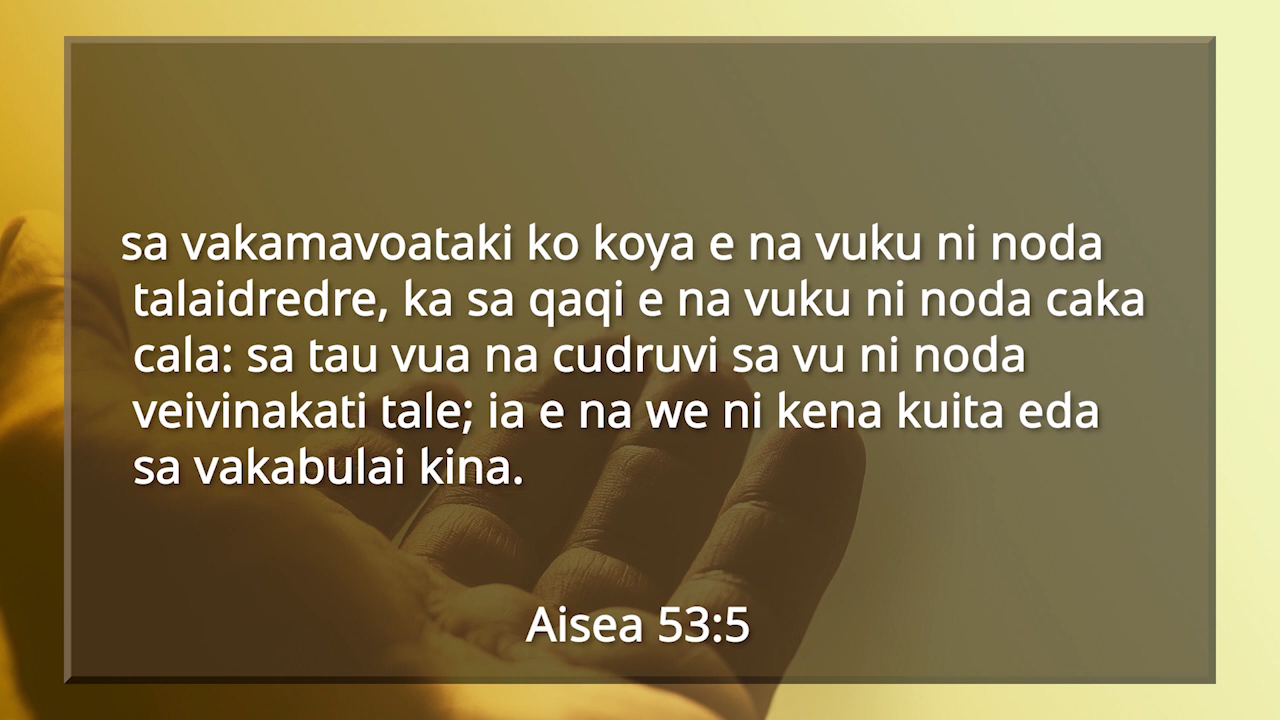 sa vakamavoataki ko koya e na vuku ni noda
talaidredre, ka sa qaqi e na vuku ni noda caka
cala: sa tau vua na cudruvi sa vu ni noda
veivinakati tale; ia e na we ni kena kuita eda
sa vakabulai kina.
Aisea 53:5